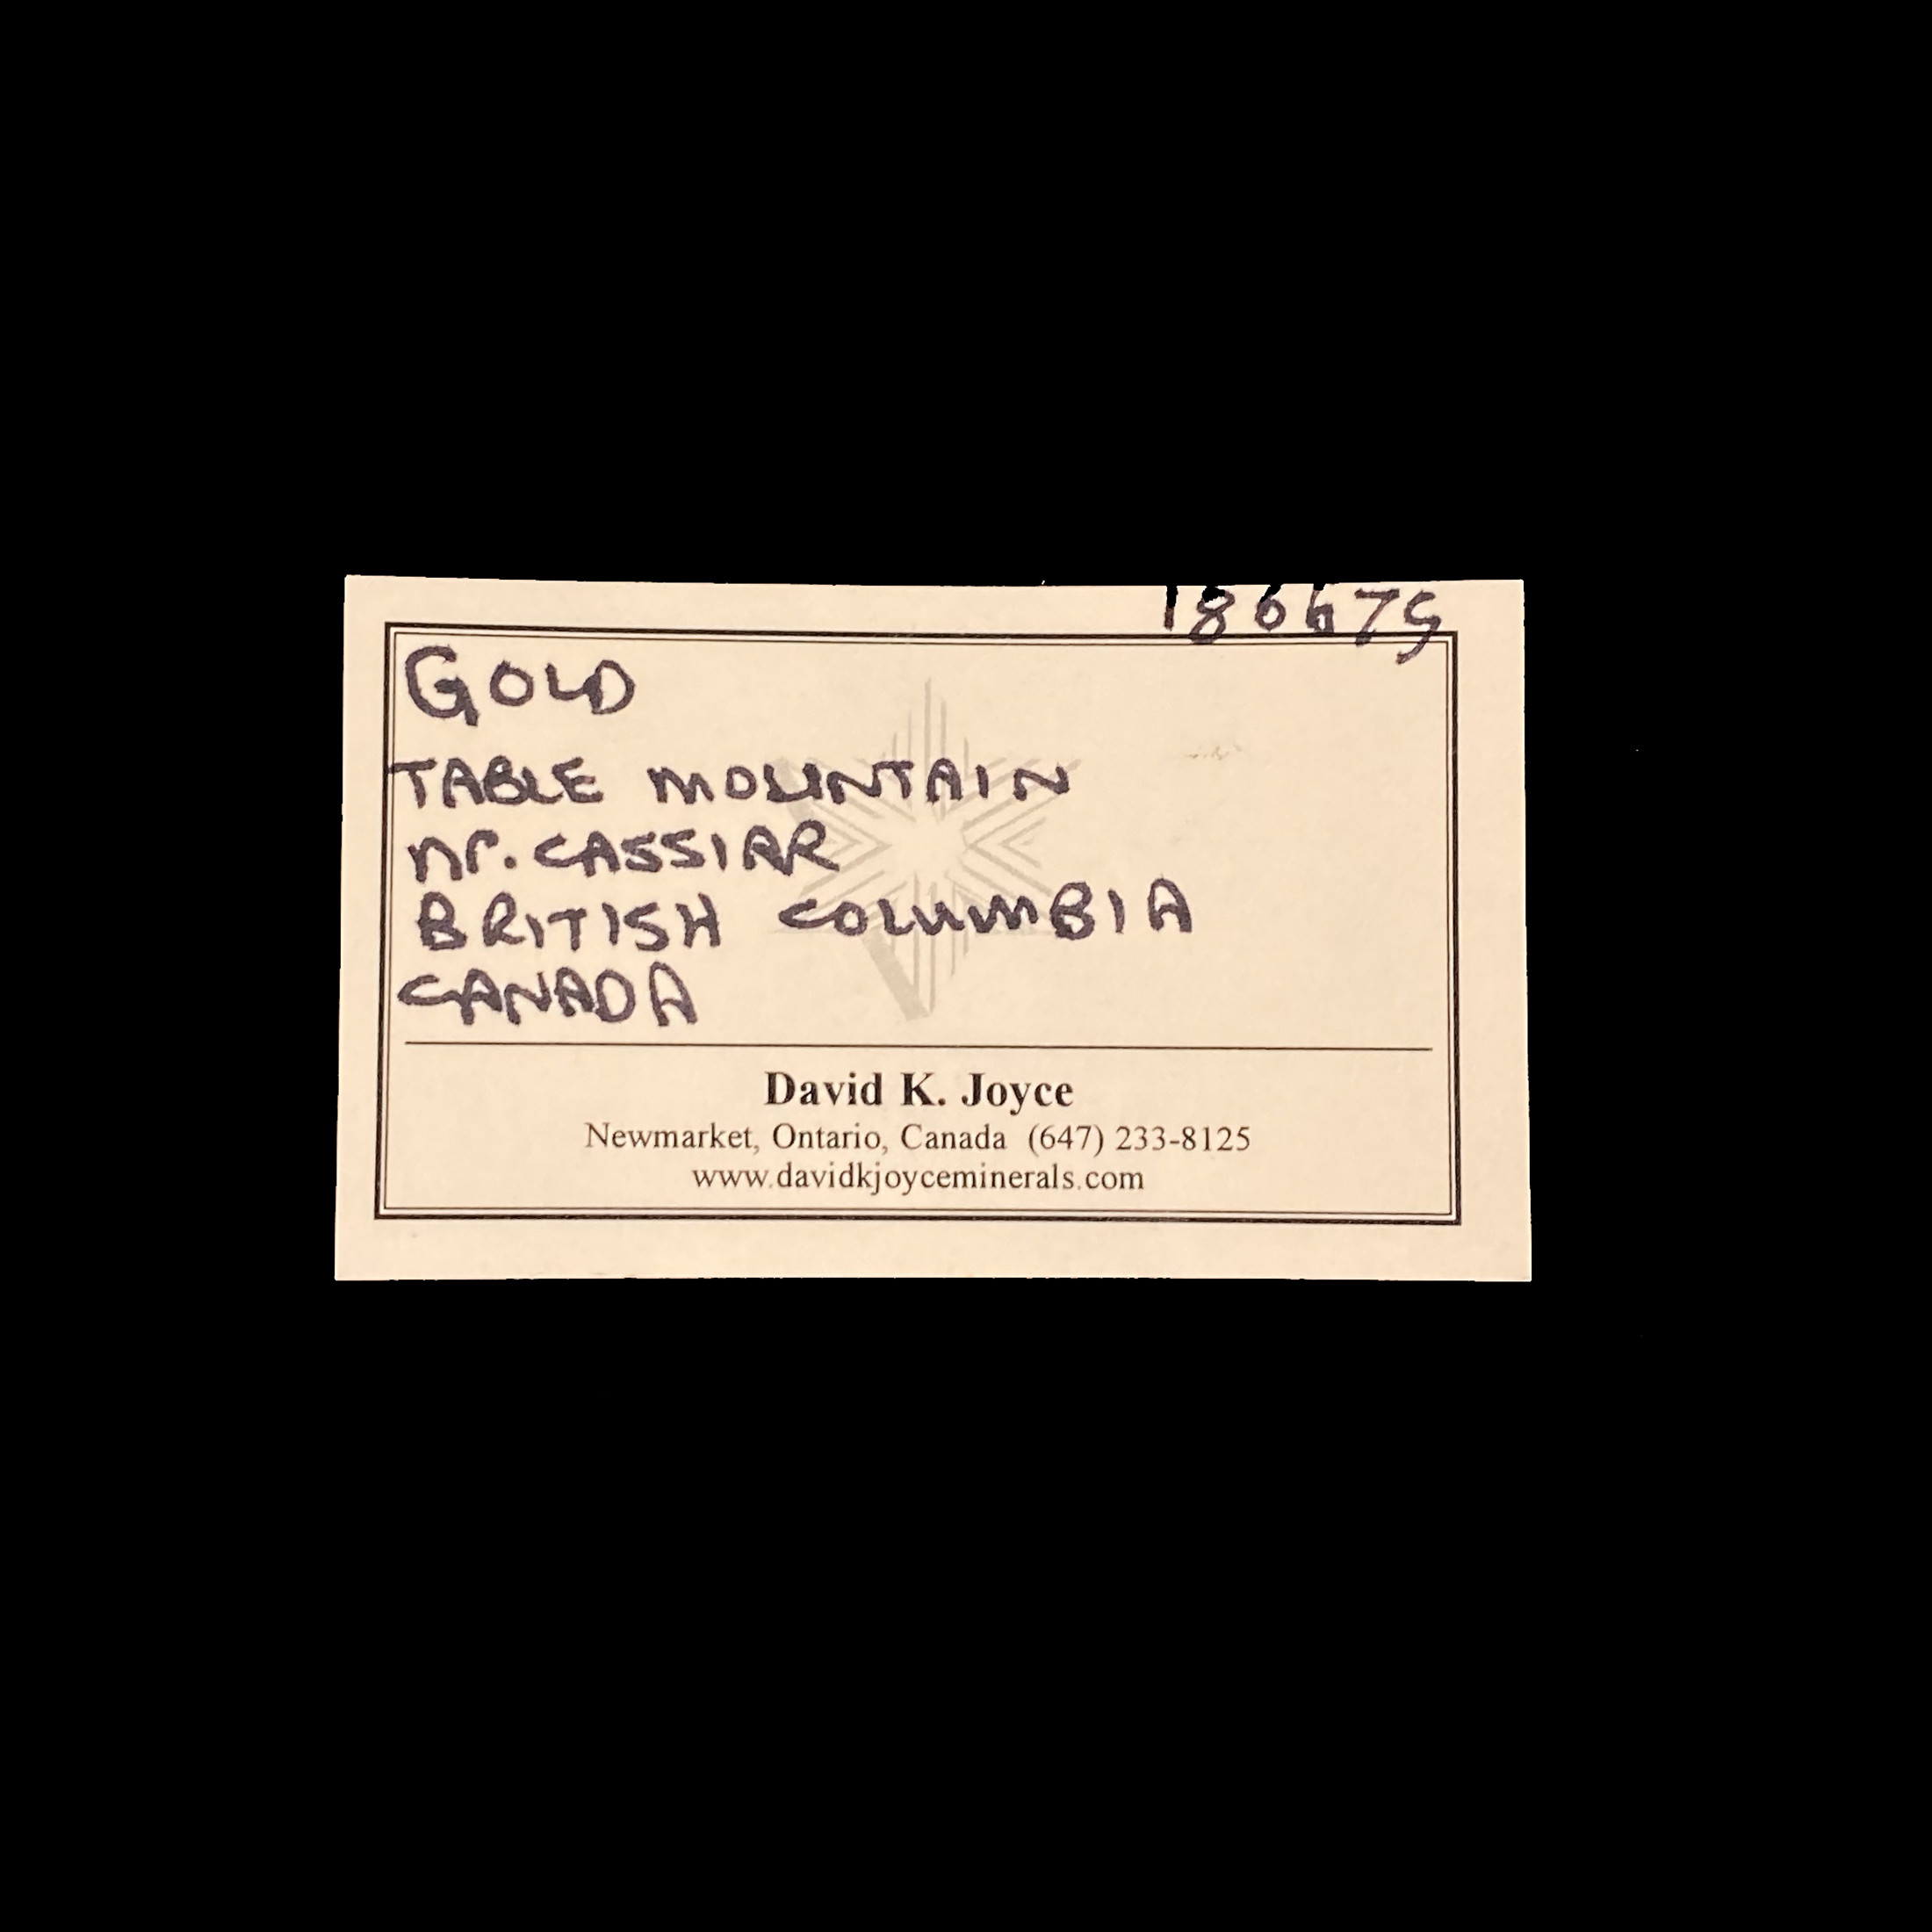 GOLD
TABLE MOUNTAIN
nr. CASSIAR
BRITISH COLUMBIA
CANADA
David K. Joyce
Newmarket, Ontario, Canada (647) 233-8125
www.davidkjoyceminerals.com